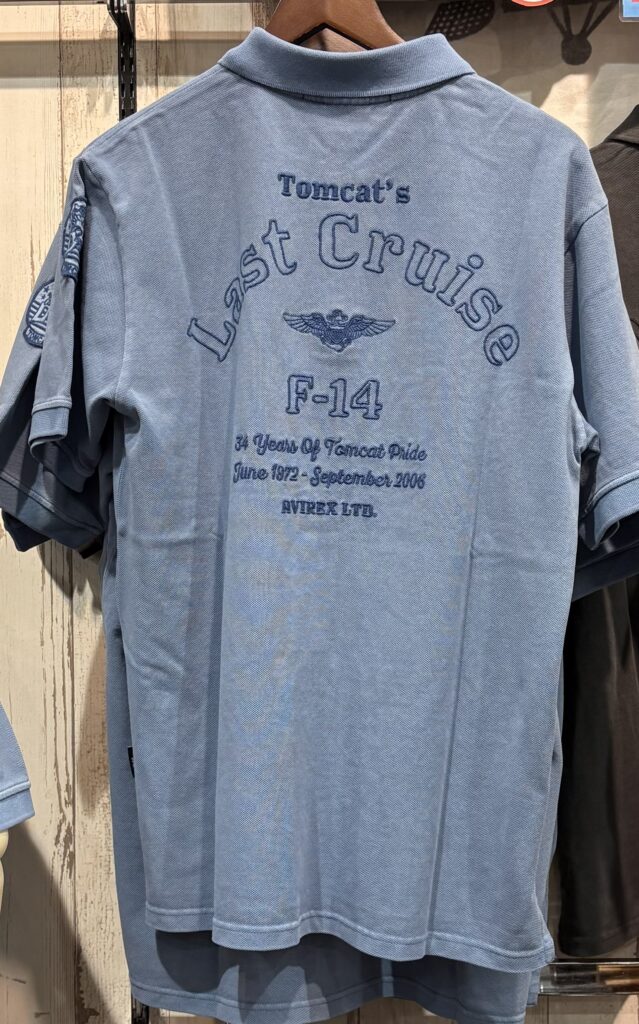 Tomcat's
Last Cruise
F-14
34 Years Of Tomcat Pride
June 1972 - September 2006
AVIREX LTD.